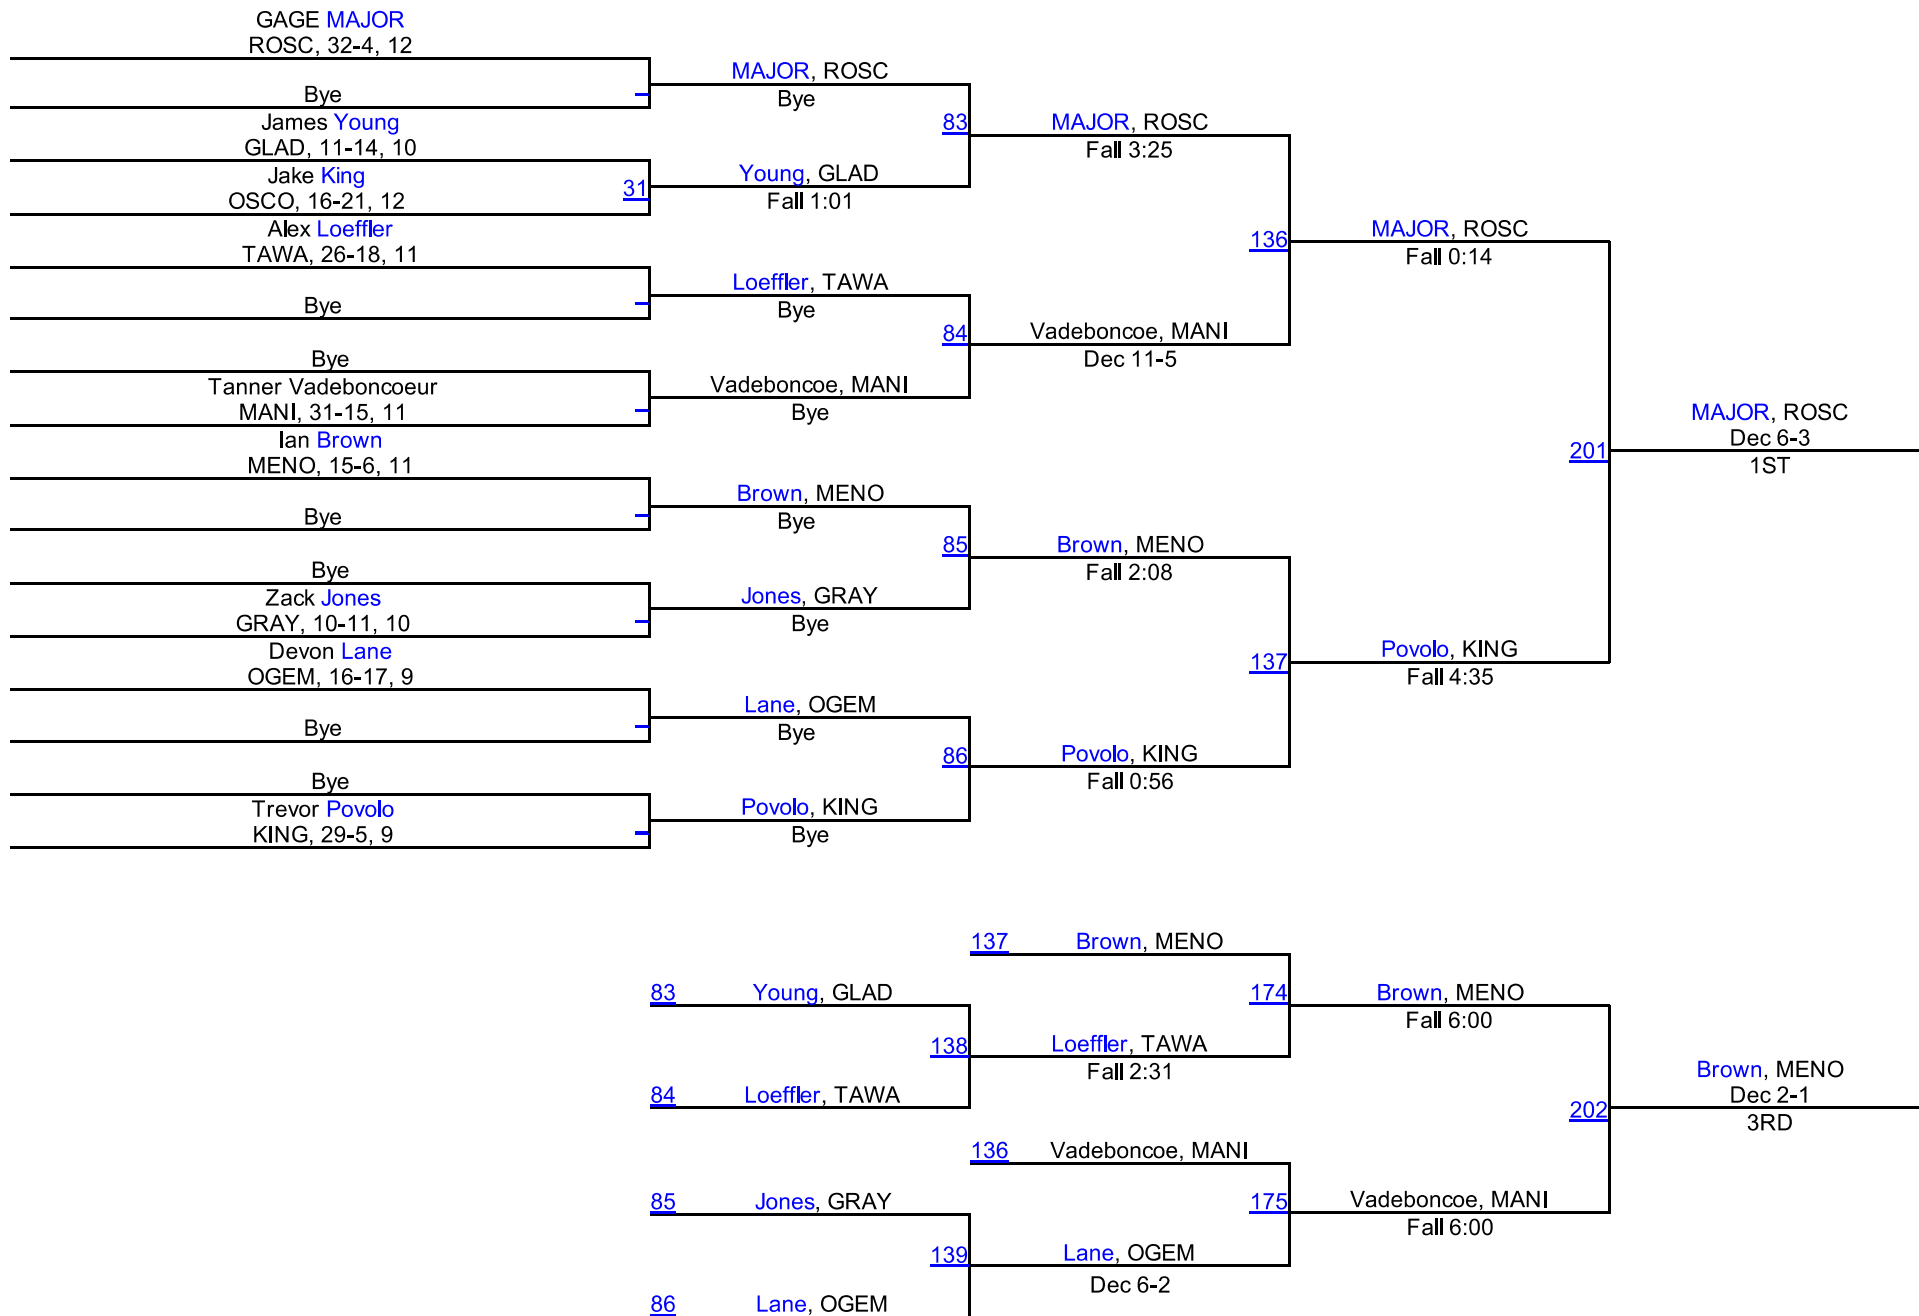 GAGE MAJOR
ROSC, 32-4, 12
Bye
James Young
GLAD, 11-14, 10
Jake King
OSCO, 16-21, 12
31
Alex Loeffler
TAWA, 26-18, 11
Bye
Bye
Tanner Vadeboncoeur
MANI, 31-15, 11
Ian Brown
MENO, 15-6, 11
Bye
Bye
Zack Jones
GRAY, 10-11, 10
Devon Lane
OGEM, 16-17, 9
Bye
Bye
Trevor Povolo
KING, 29-5, 9
MAJOR, ROSC
Bye
83
Young, GLAD
Fall 1:01
Loeffler, TAWA
Bye
84
Vadeboncoe, MANI
Bye
Brown, MENO
Bye
85
Jones, GRAY
Bye
Lane, OGEM
Bye
86
Povolo, KING
Bye
MAJOR, ROSC
Fall 3:25
136
Vadeboncoe, MANI
Dec 11-5
Brown, MENO
Fall 2:08
137
Povolo, KING
Fall 0:56
MAJOR, ROSC
Fall 0:14
201
Povolo, KING
Fall 4:35
MAJOR, ROSC
Dec 6-3
1ST
137 Brown, MENO
83 Young, GLAD
174
138
Loeffler, TAWA
Fall 2:31
84 Loeffler, TAWA
136 Vadeboncoe, MANI
85 Jones, GRAY
175
139
Lane, OGEM
Dec 6-2
86 Lane, OGEM
Brown, MENO
Fall 6:00
202
Vadeboncoe, MANI
Fall 6:00
Brown, MENO
Dec 2-1
3RD